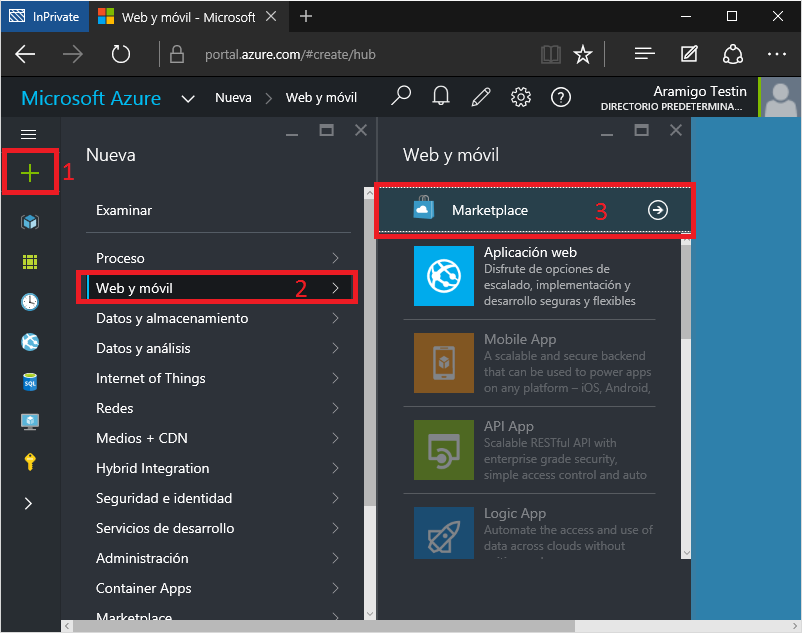 InPrivate
Web y móvil - Microsoft
portal.azure.com/#create/hub
Microsoft Azure
Nueva
Web y móvil
Aramigo Testin
DIRECTORIO PREDETERMINA...
1
Nueva
Examinar
Proceso
Web y móvil 2
Datos y almacenamiento
Datos y análisis
Internet of Things
Redes
Medios + CDN
Hybrid Integration
Seguridad e identidad
Servicios de desarrollo
Administración
Container Apps
Marketplace
SQL
Web y móvil
Marketplace 3
Aplicación web
Disfrute de opciones de
escalado, implementación y
desarrollo seguras y flexibles
Mobile App
A scalable and secure backend
that can be used to power apps
on any platform – iOS, Android,
API App
Scalable RESTful API with
enterprise grade security,
simple access control and auto
Logic App
Automate the access and use of
data across clouds without